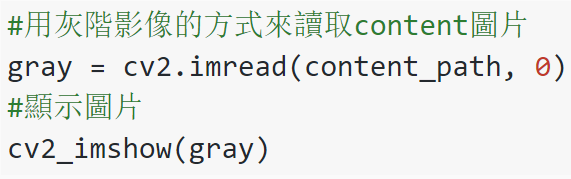 #用灰階影像的方式來讀取content圖片
gray = cv2.imread(content_path, 0)
#顯示圖片
cv2_imshow(gray)